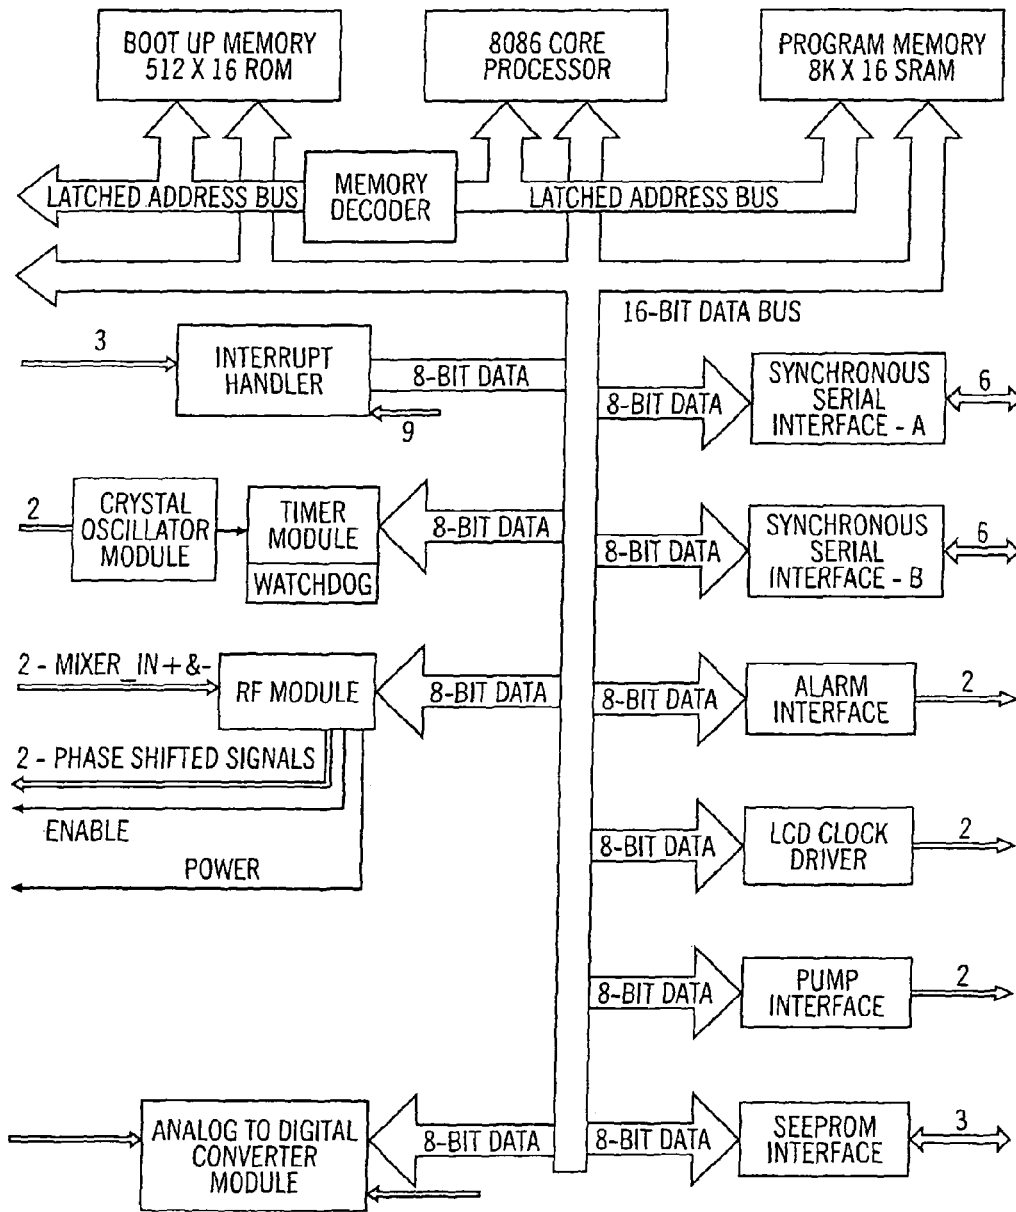 BOOT UP MEMORY
512 X 16 ROM
8086 CORE
PROCESSOR
PROGRAM MEMORY
8K X 16 SRAM
LATCHED ADDRESS BUS
MEMORY
DECODER
LATCHED ADDRESS BUS
16-BIT DATA BUS
3
INTERRUPT
HANDLER
8-BIT DATA
9
8-BIT DATA
SYNCHRONOUS
SERIAL
INTERFACE - A
6
2
CRYSTAL
OSCILLATOR
MODULE
TIMER
MODULE
WATCHDOG
8-BIT DATA
8-BIT DATA
SYNCHRONOUS
SERIAL
INTERFACE - B
6
2 - MIXER_IN+&-
RF MODULE
8-BIT DATA
8-BIT DATA
ALARM
INTERFACE
2
2 - PHASE SHIFTED SIGNALS
ENABLE
POWER
8-BIT DATA
LCD CLOCK
DRIVER
2
8-BIT DATA
PUMP
INTERFACE
2
ANALOG TO DIGITAL
CONVERTER
MODULE
8-BIT DATA
8-BIT DATA
SEEPROM
INTERFACE
3